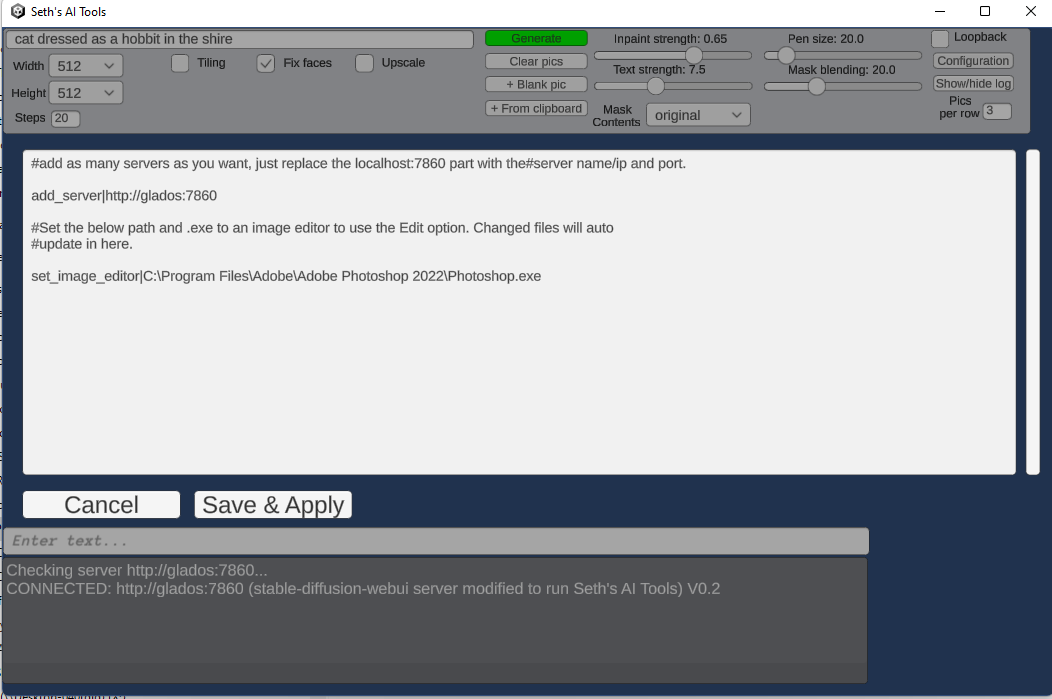 Seth's AI Tools
cat dressed as a hobbit in the shire
Generate
Inpaint strength: 0.65
Pen size: 20.0
Loopback
Width 512
Tiling
Fix faces
Upscale
Clear pics
Text strength: 7.5
Mask blending: 20.0
Configuration
Height 512
+ Blank pic
Show/hide log
Steps 20
+ From clipboard
Mask
Contents
original
Pics
per row 3
#add as many servers as you want, just replace the localhost:7860 part with the#server name/ip and port.
add_server|http://glados:7860
#Set the below path and .exe to an image editor to use the Edit option. Changed files will auto
#update in here.
set_image_editor|C:\Program Files\Adobe\Adobe Photoshop 2022\Photoshop.exe
Cancel
Save & Apply
Enter text...
Checking server http://glados:7860...
CONNECTED: http://glados:7860 (stable-diffusion-webui server modified to run Seth's AI Tools) V0.2